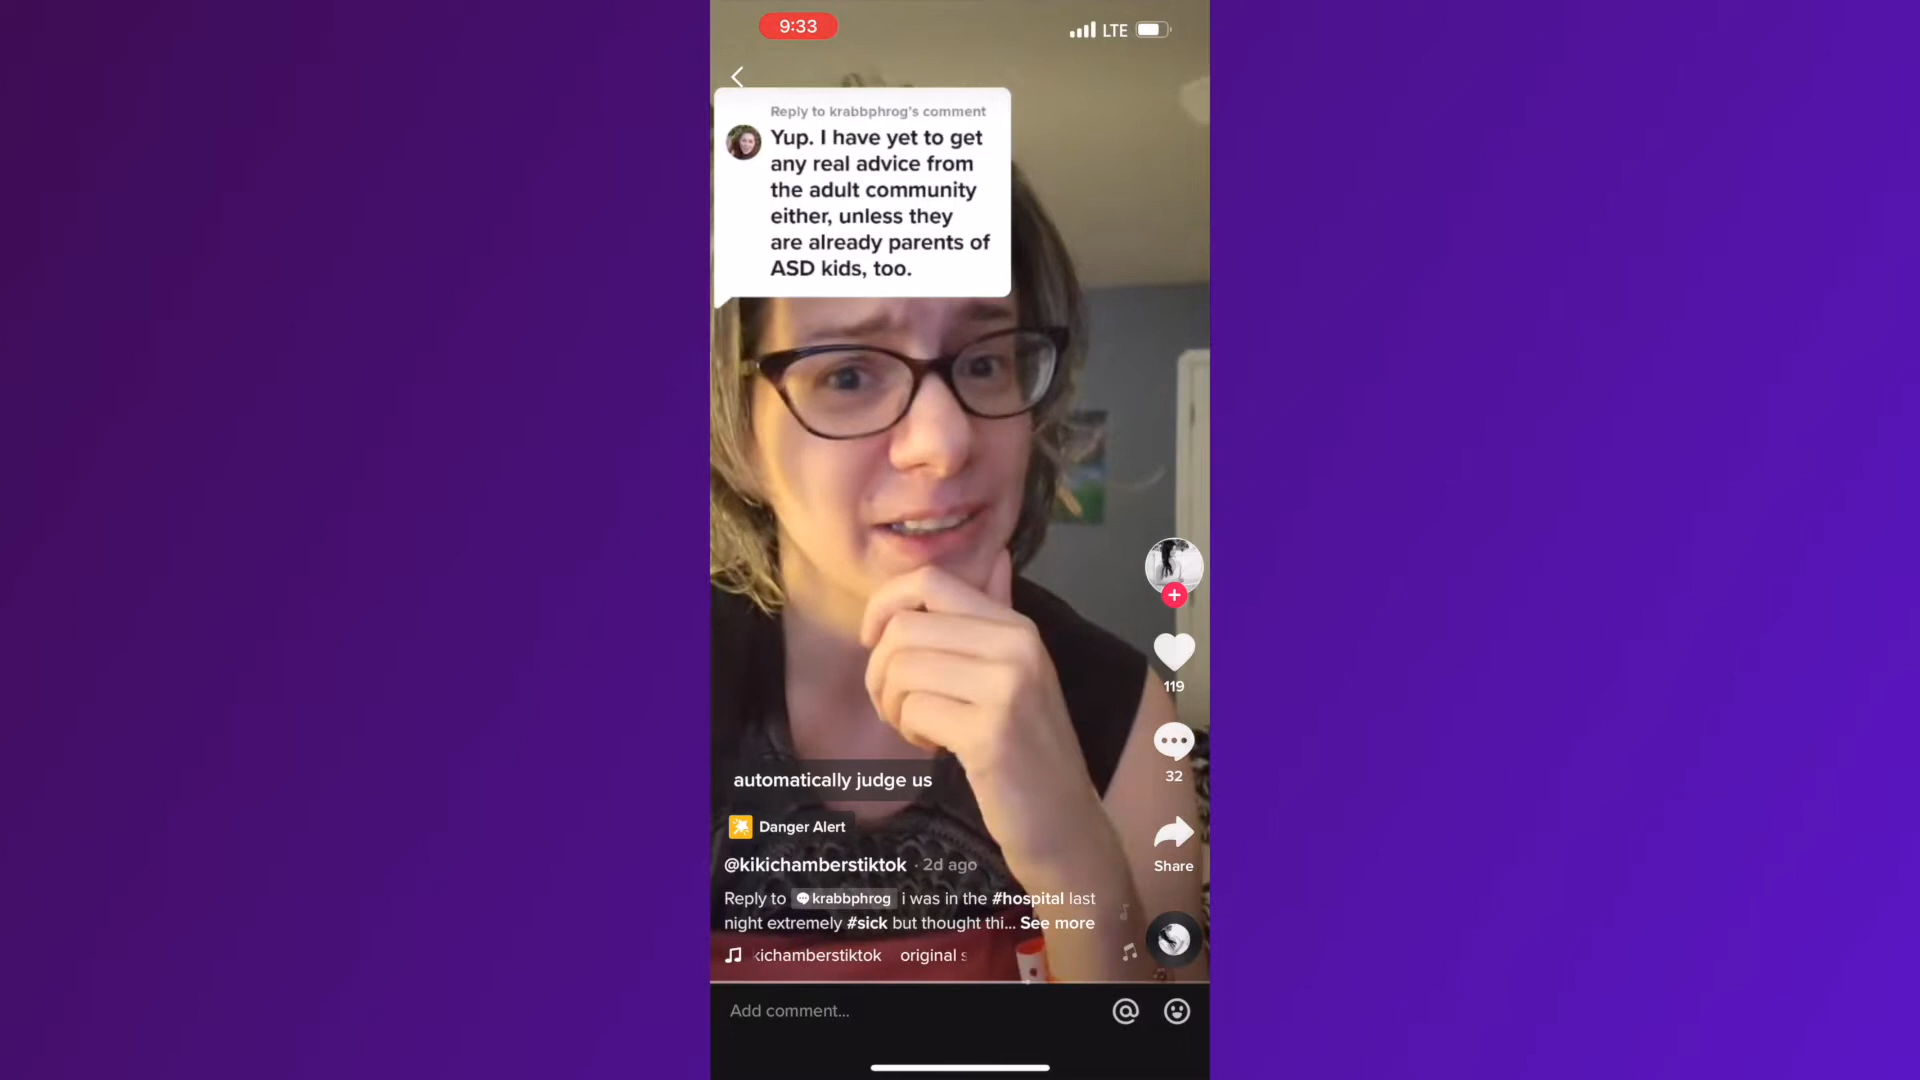 9:33
LTE
Reply to krabbphrog's comment
Yup. I have yet to get
any real advice from
the adult community
either, unless they
are already parents of
ASD kids, too.
119
32
Share
automatically judge us
Danger Alert
@kikichamberstiktok · 2d ago
Reply to krabbphrog i was in the #hospital last
night extremely #sick but thought thi... See more
kichamberstiktok original s
Add comment...